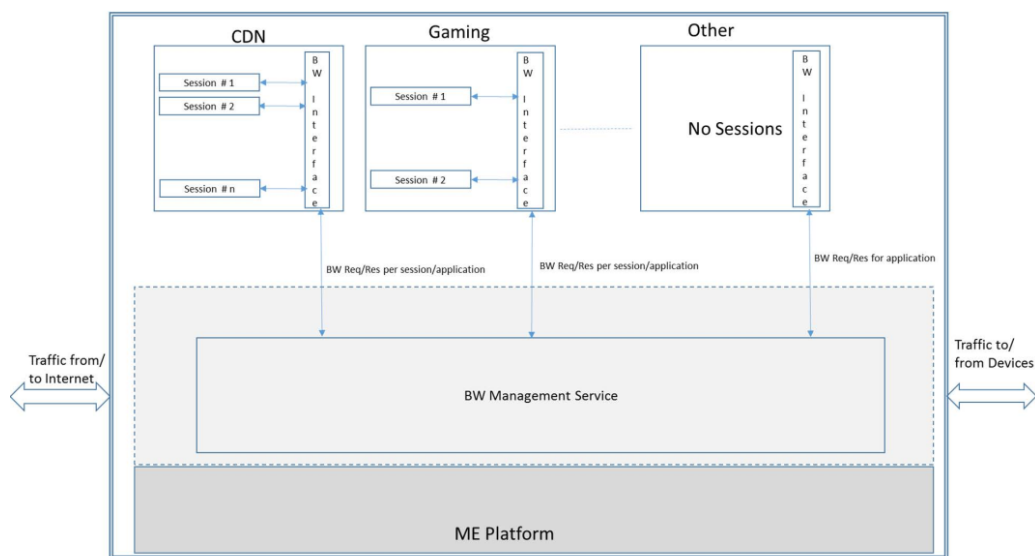 CDN
Gaming
Other
BW Interface
Session # 1
Session # 2
Session # n
BW Interface
Session # 1
Session # 2
BW Interface
No Sessions
BW Req/Res per session/application
BW Req/Res per session/application
BW Req/Res for application
Traffic from/
to Internet
Traffic to/
from Devices
BW Management Service
ME Platform